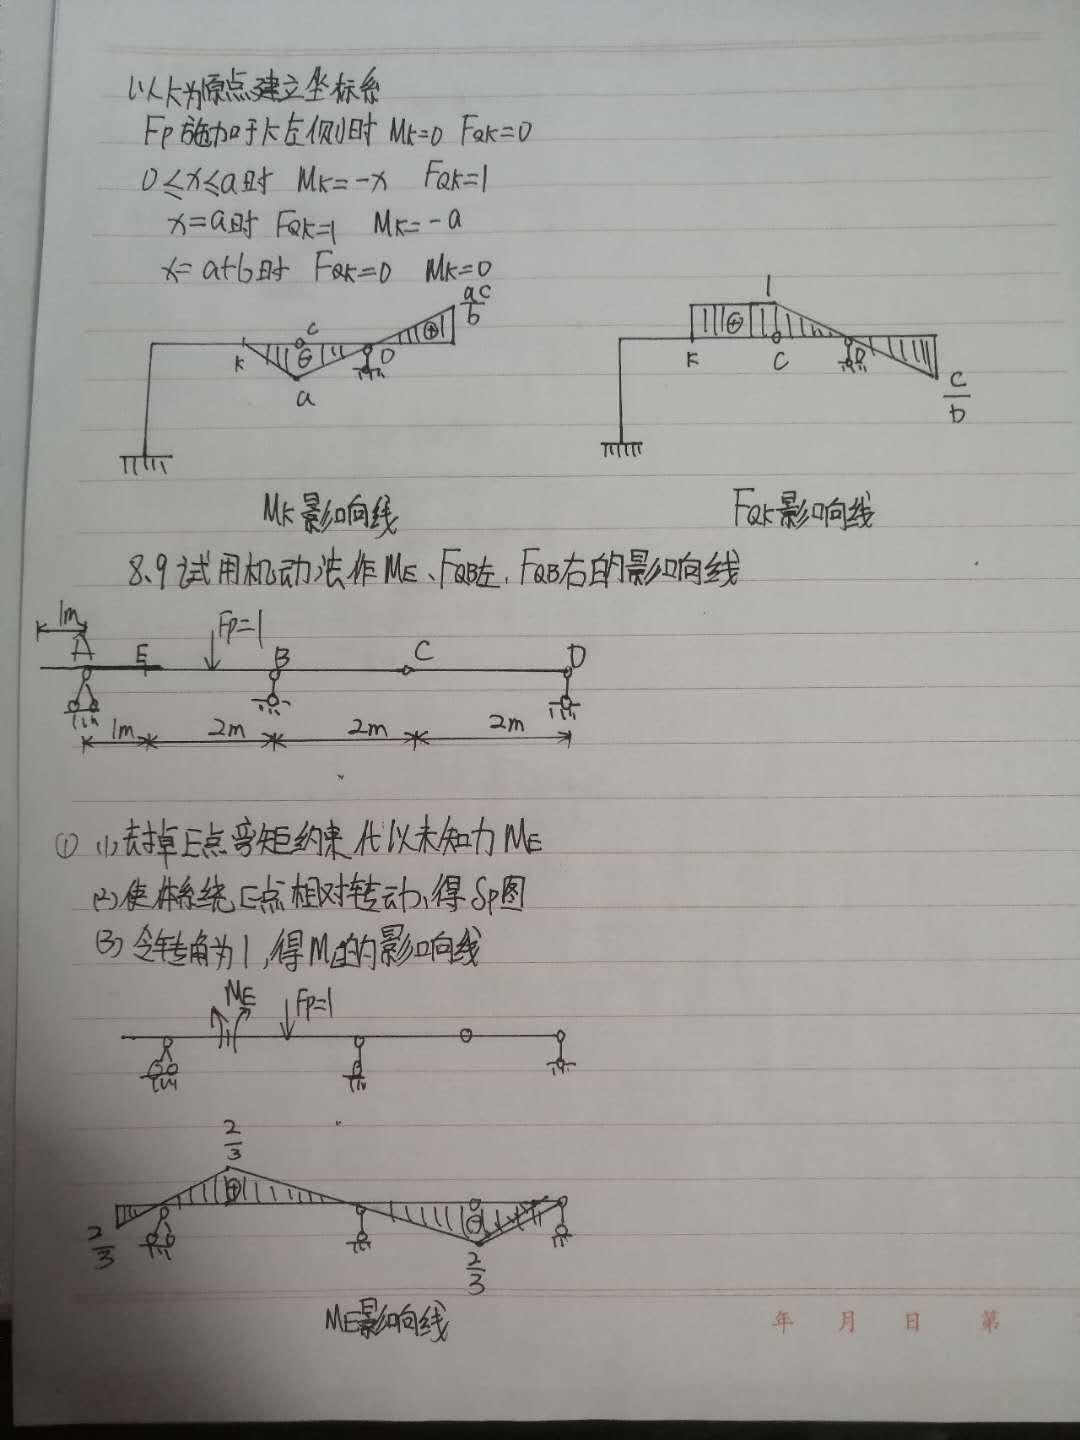 以K为原点建立坐标系
Fp施加于K左侧时 MK=0 FQK=0
0≤x≤a时 MK=-x FQK=1
x=a时 FQK=1 MK=-a
x=a+b时 FQK=0 MK=0
ac/b
K C ⊖ D ⊕
a
1
⊕
K C D
c/b
MK影响线 FQK影响线
8.9 试用机动法作ME、FQB左,FQB右的影响线
1m
A E Fp=1 B C D
1m 2m 2m 2m
① (1)去掉E点弯矩约束 代以未知力ME
(2)使体系绕E点相对转动,得δp图
(3)令转角为1,得ME的影响线
ME Fp=1
2/3
⊕
⊖
2/3
2/3
ME影响线
年 月 日 第